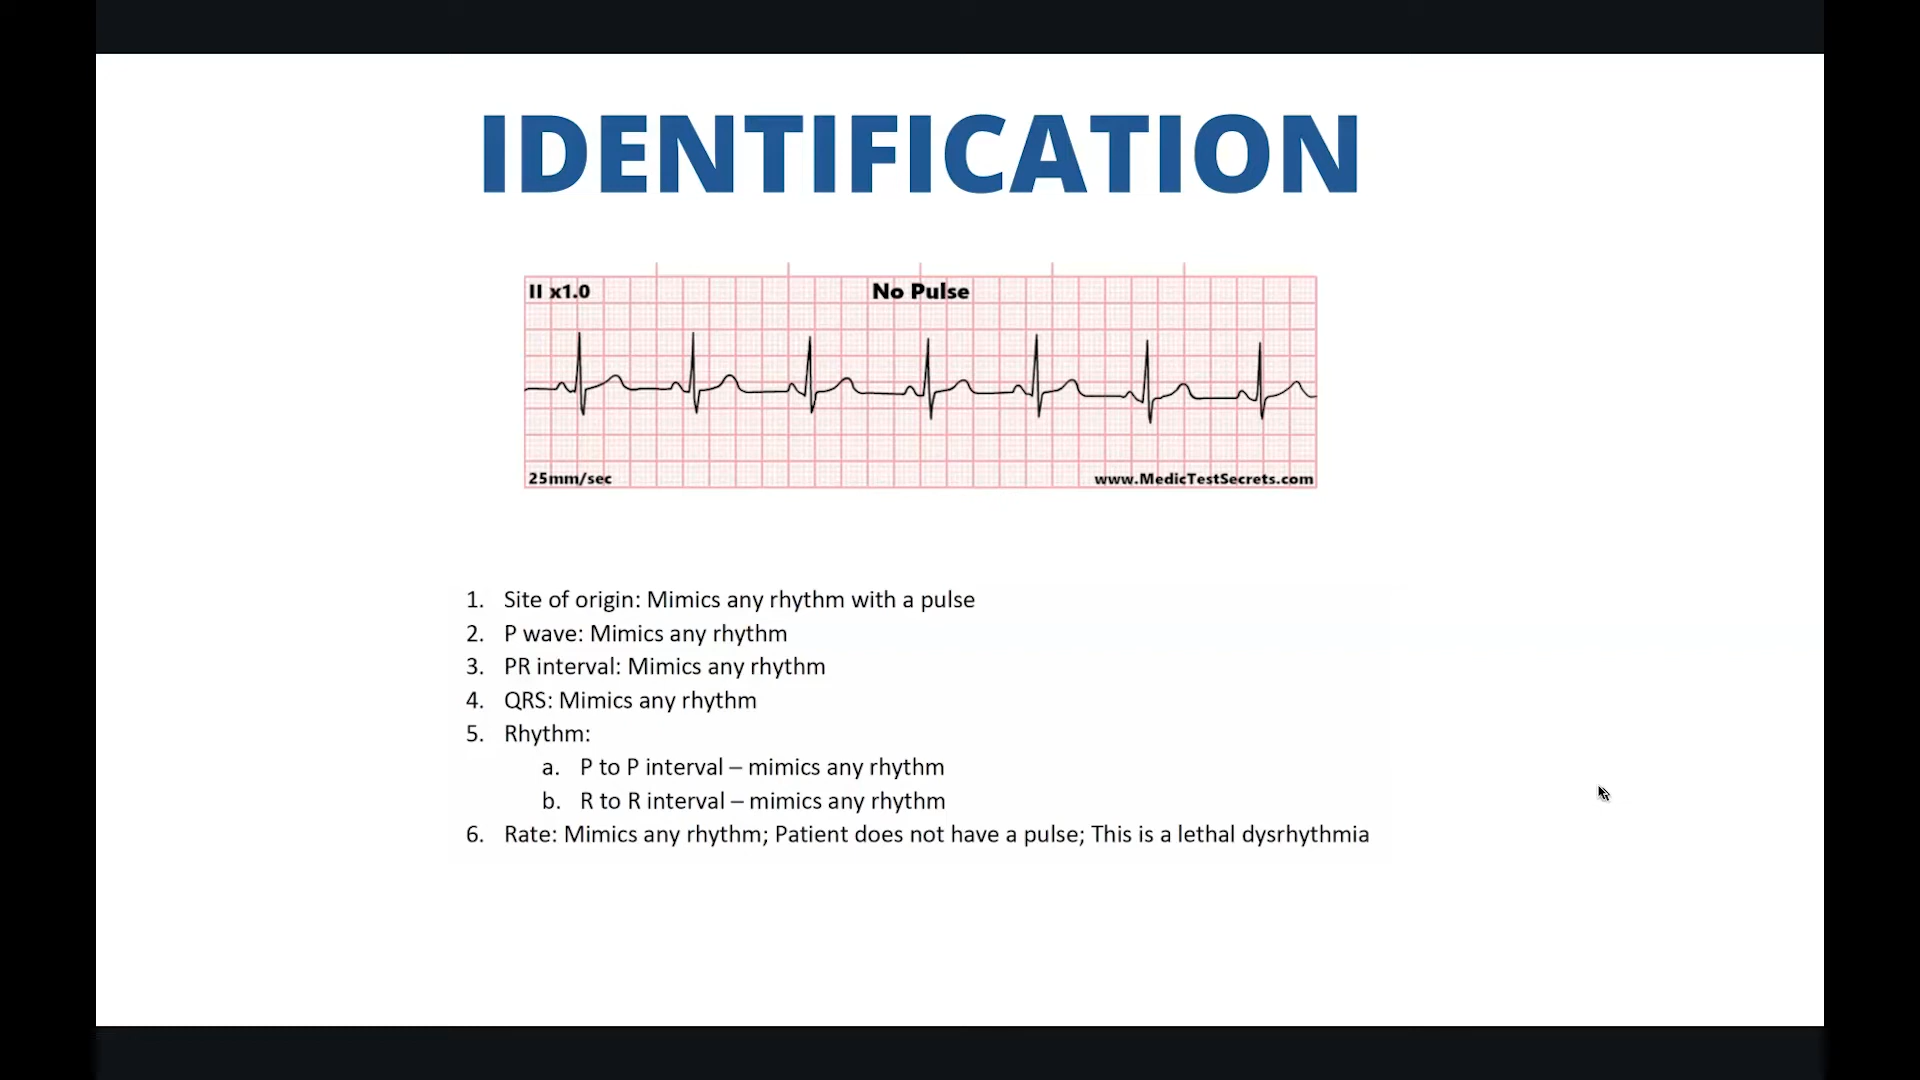 IDENTIFICATION
II x1.0
No Pulse
25mm/sec
www.MedicTestSecrets.com
1. Site of origin: Mimics any rhythm with a pulse
2. P wave: Mimics any rhythm
3. PR interval: Mimics any rhythm
4. QRS: Mimics any rhythm
5. Rhythm:
a. P to P interval – mimics any rhythm
b. R to R interval – mimics any rhythm
6. Rate: Mimics any rhythm; Patient does not have a pulse; This is a lethal dysrhythmia